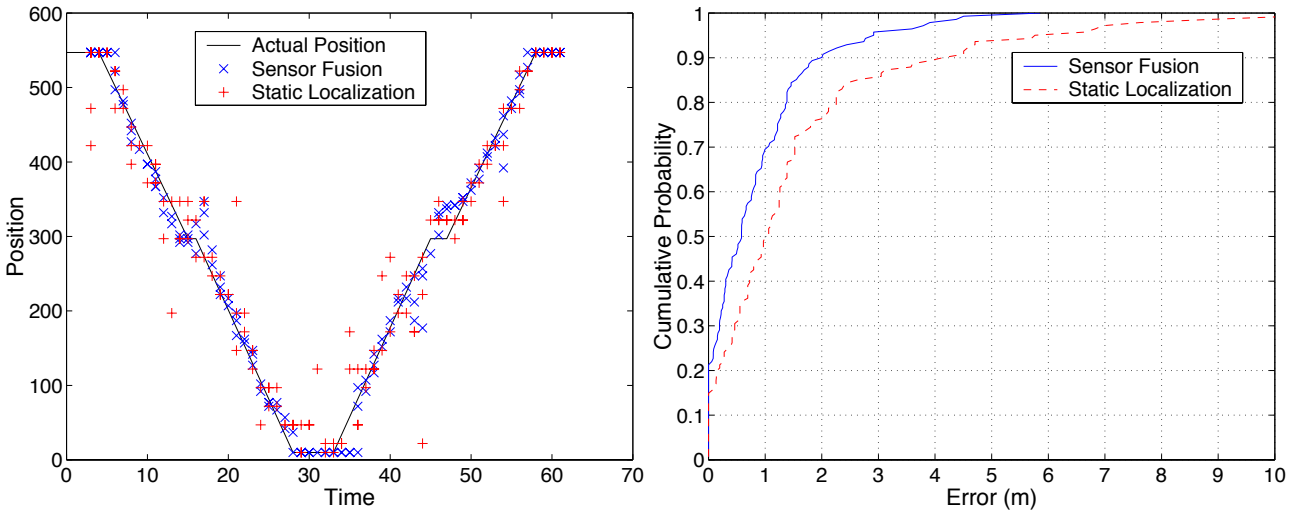 600
500
400
300
200
100
0
0 10 20 30 40 50 60 70
Position
Time
Actual Position
Sensor Fusion
Static Localization
1
0.9
0.8
0.7
0.6
0.5
0.4
0.3
0.2
0.1
0
0 1 2 3 4 5 6 7 8 9 10
Cumulative Probability
Error (m)
Sensor Fusion
Static Localization